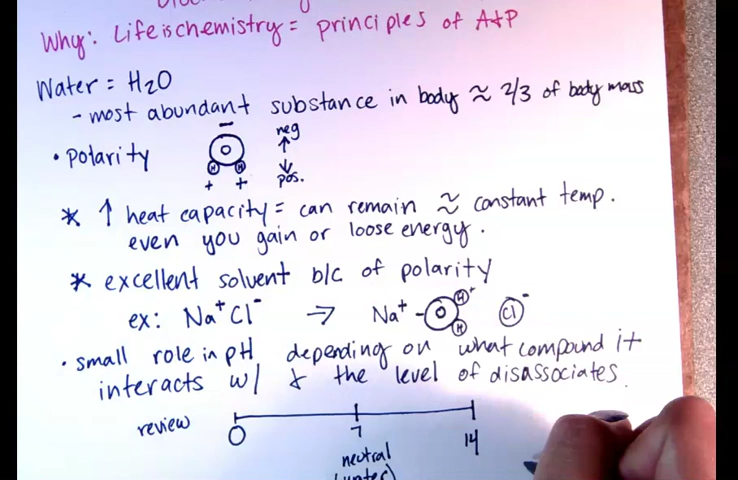 Why: Life is chemistry = principles of A+P
Water = H2O
- most abundant substance in body ≈ 2/3 of body mass
• polarity
−
O
H H
+ +
neg
↑
↓
pos.
* ↑ heat capacity = can remain ≈ constant temp.
even you gain or loose energy.
* excellent solvent b/c of polarity
ex: Na+ Cl- → Na+ - O H+ H Cl-
• small role in pH depending on what compound it
interacts w/ & the level of disassociates.
review
0 7 14
neutral
(water)